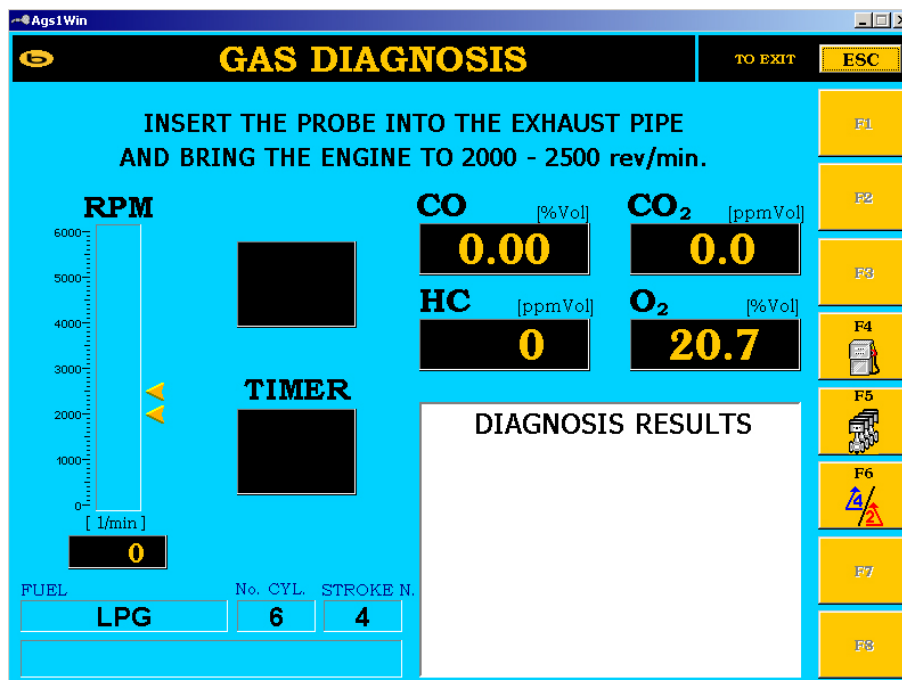 Ags1Win
GAS DIAGNOSIS
TO EXIT
ESC
INSERT THE PROBE INTO THE EXHAUST PIPE
AND BRING THE ENGINE TO 2000 - 2500 rev/min.
RPM
6000
5000
4000
3000
2000
1000
0
[ 1/min ]
0
TIMER
CO [%Vol]
0.00
CO₂ [ppmVol]
0.0
HC [ppmVol]
0
O₂ [%Vol]
20.7
DIAGNOSIS RESULTS
FUEL
LPG
No. CYL.
6
STROKE N.
4
F1
F2
F3
F4
F5
F6
4/2
F7
F8